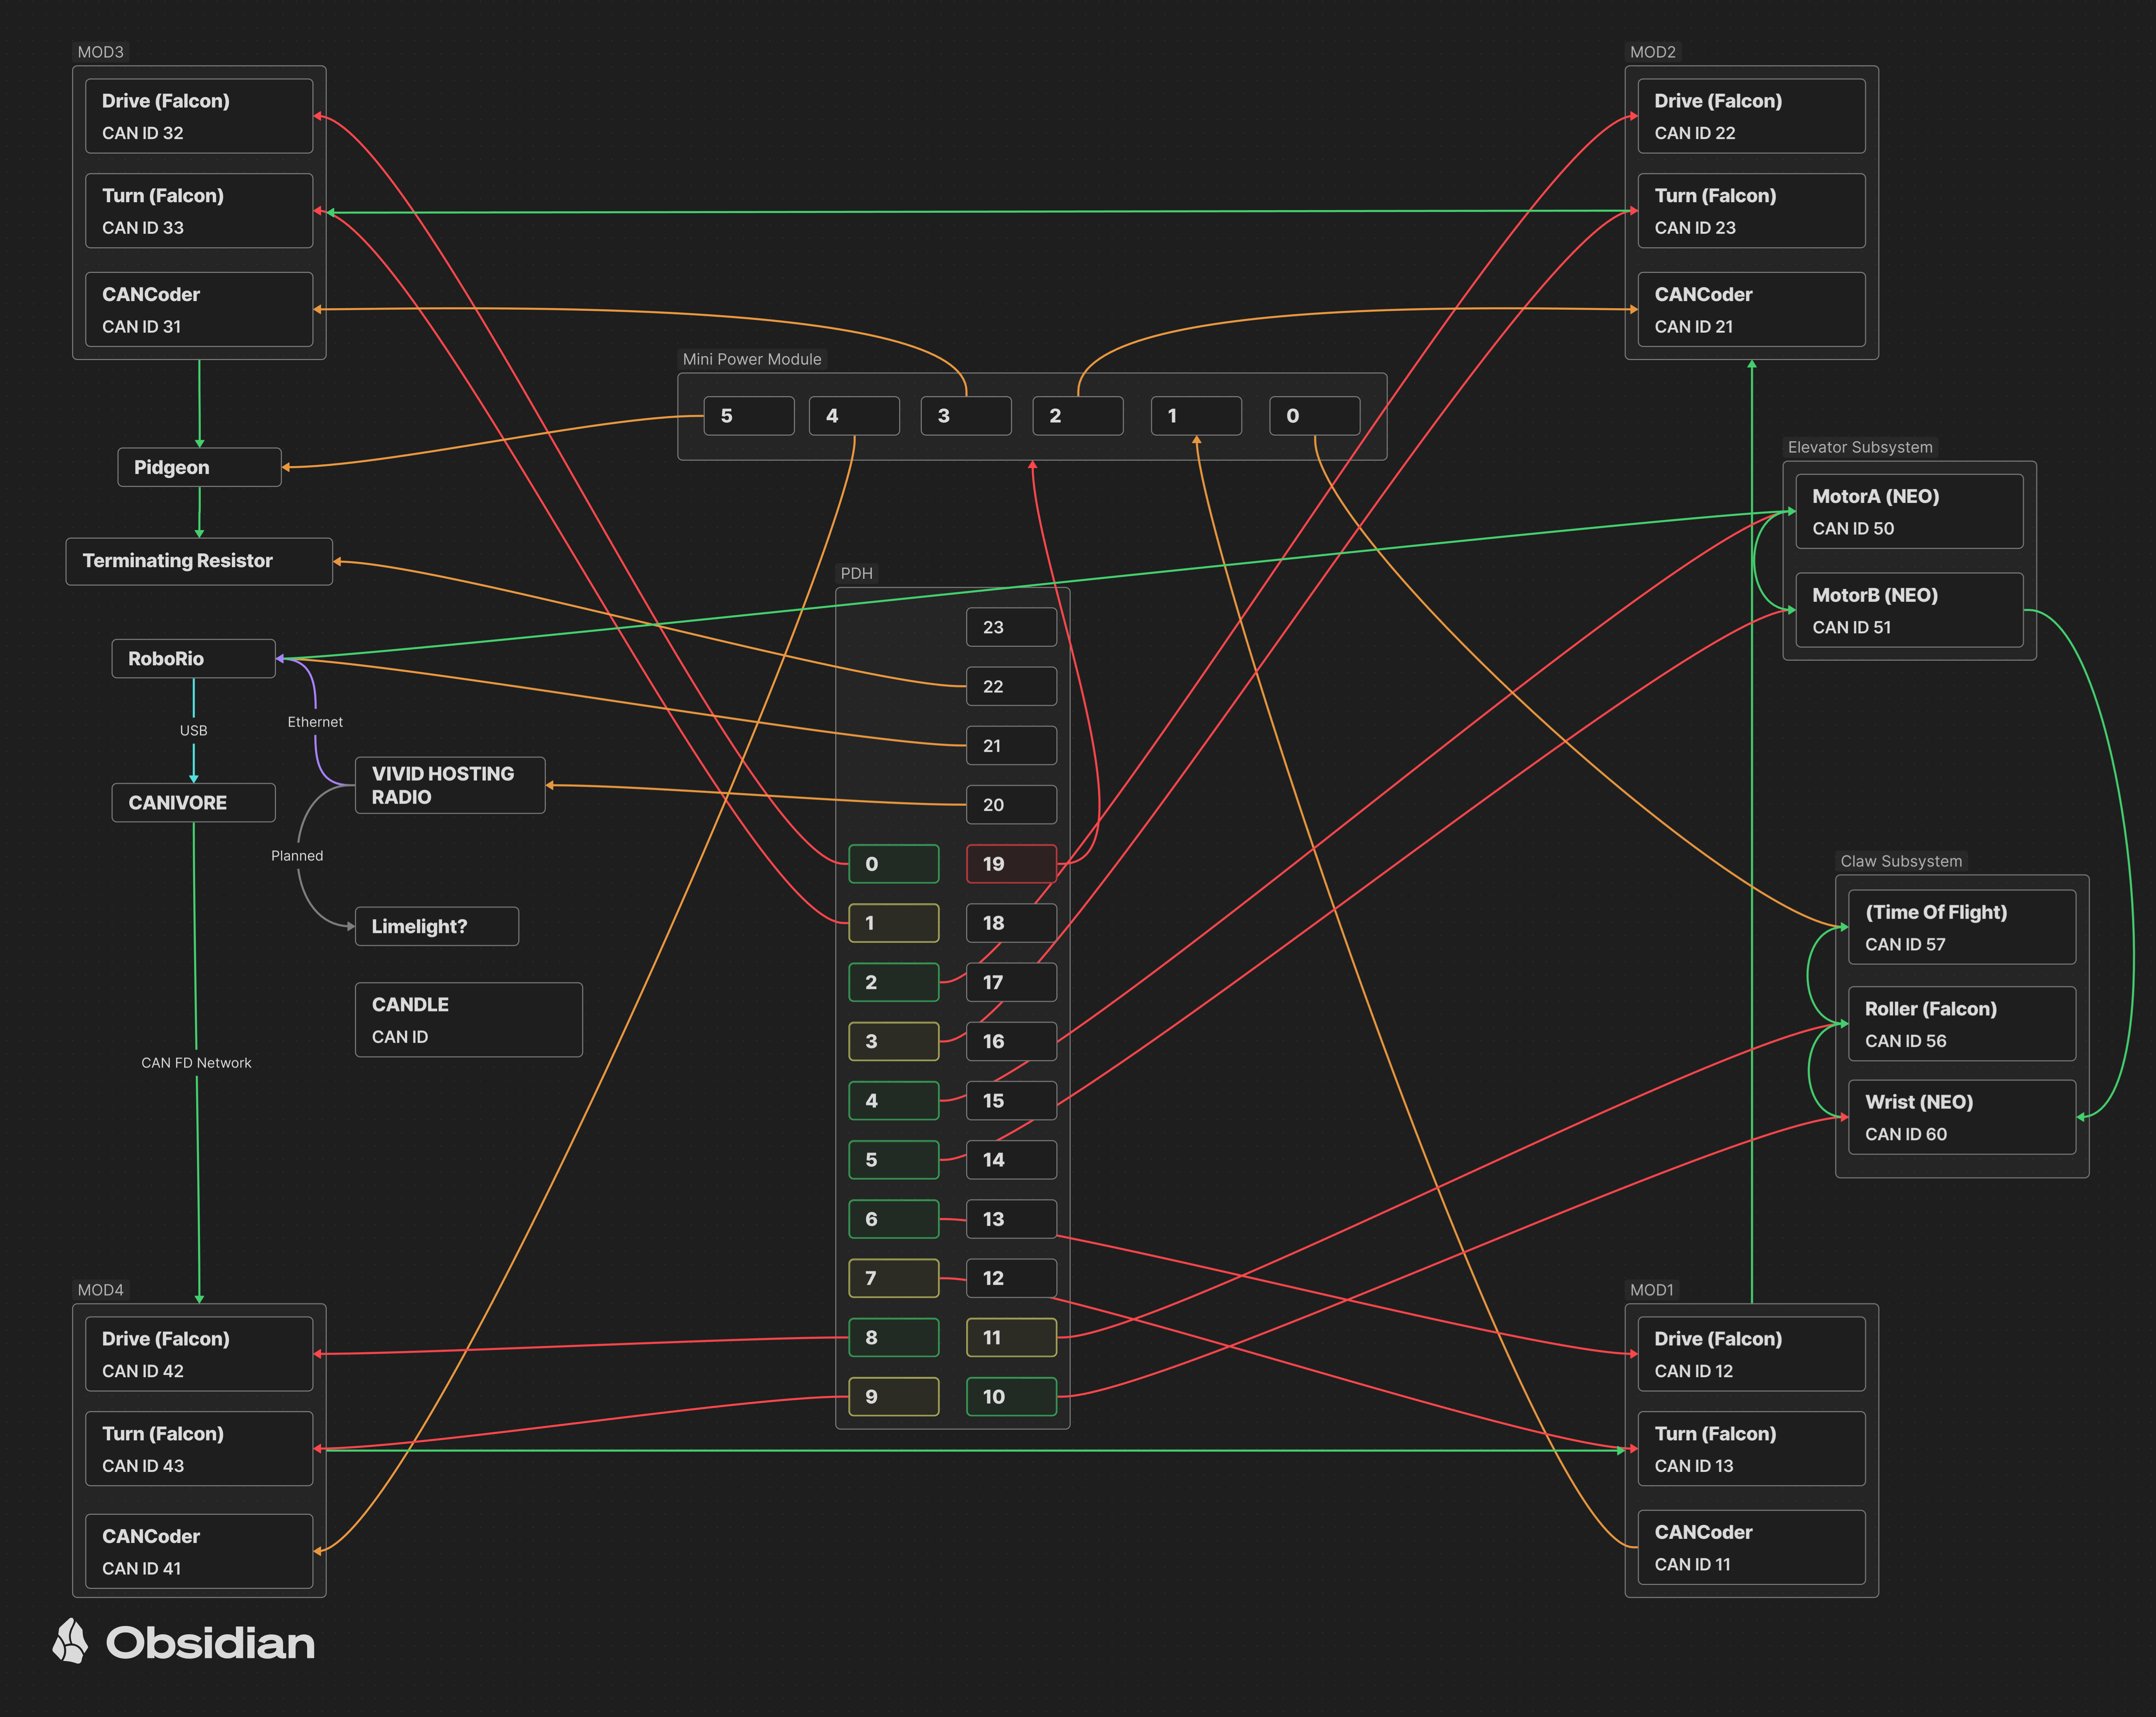 MOD3
Drive (Falcon)
CAN ID 32
Turn (Falcon)
CAN ID 33
CANCoder
CAN ID 31
MOD2
Drive (Falcon)
CAN ID 22
Turn (Falcon)
CAN ID 23
CANCoder
CAN ID 21
Mini Power Module
5
4
3
2
1
0
Pidgeon
Terminating Resistor
RoboRio
USB
Ethernet
CANIVORE
VIVID HOSTING
RADIO
Planned
Limelight?
CANDLE
CAN ID
CAN FD Network
Elevator Subsystem
MotorA (NEO)
CAN ID 50
MotorB (NEO)
CAN ID 51
PDH
23
22
21
20
0
19
1
18
2
17
3
16
4
15
5
14
6
13
7
12
8
11
9
10
Claw Subsystem
(Time Of Flight)
CAN ID 57
Roller (Falcon)
CAN ID 56
Wrist (NEO)
CAN ID 60
MOD4
Drive (Falcon)
CAN ID 42
Turn (Falcon)
CAN ID 43
CANCoder
CAN ID 41
MOD1
Drive (Falcon)
CAN ID 12
Turn (Falcon)
CAN ID 13
CANCoder
CAN ID 11
Obsidian